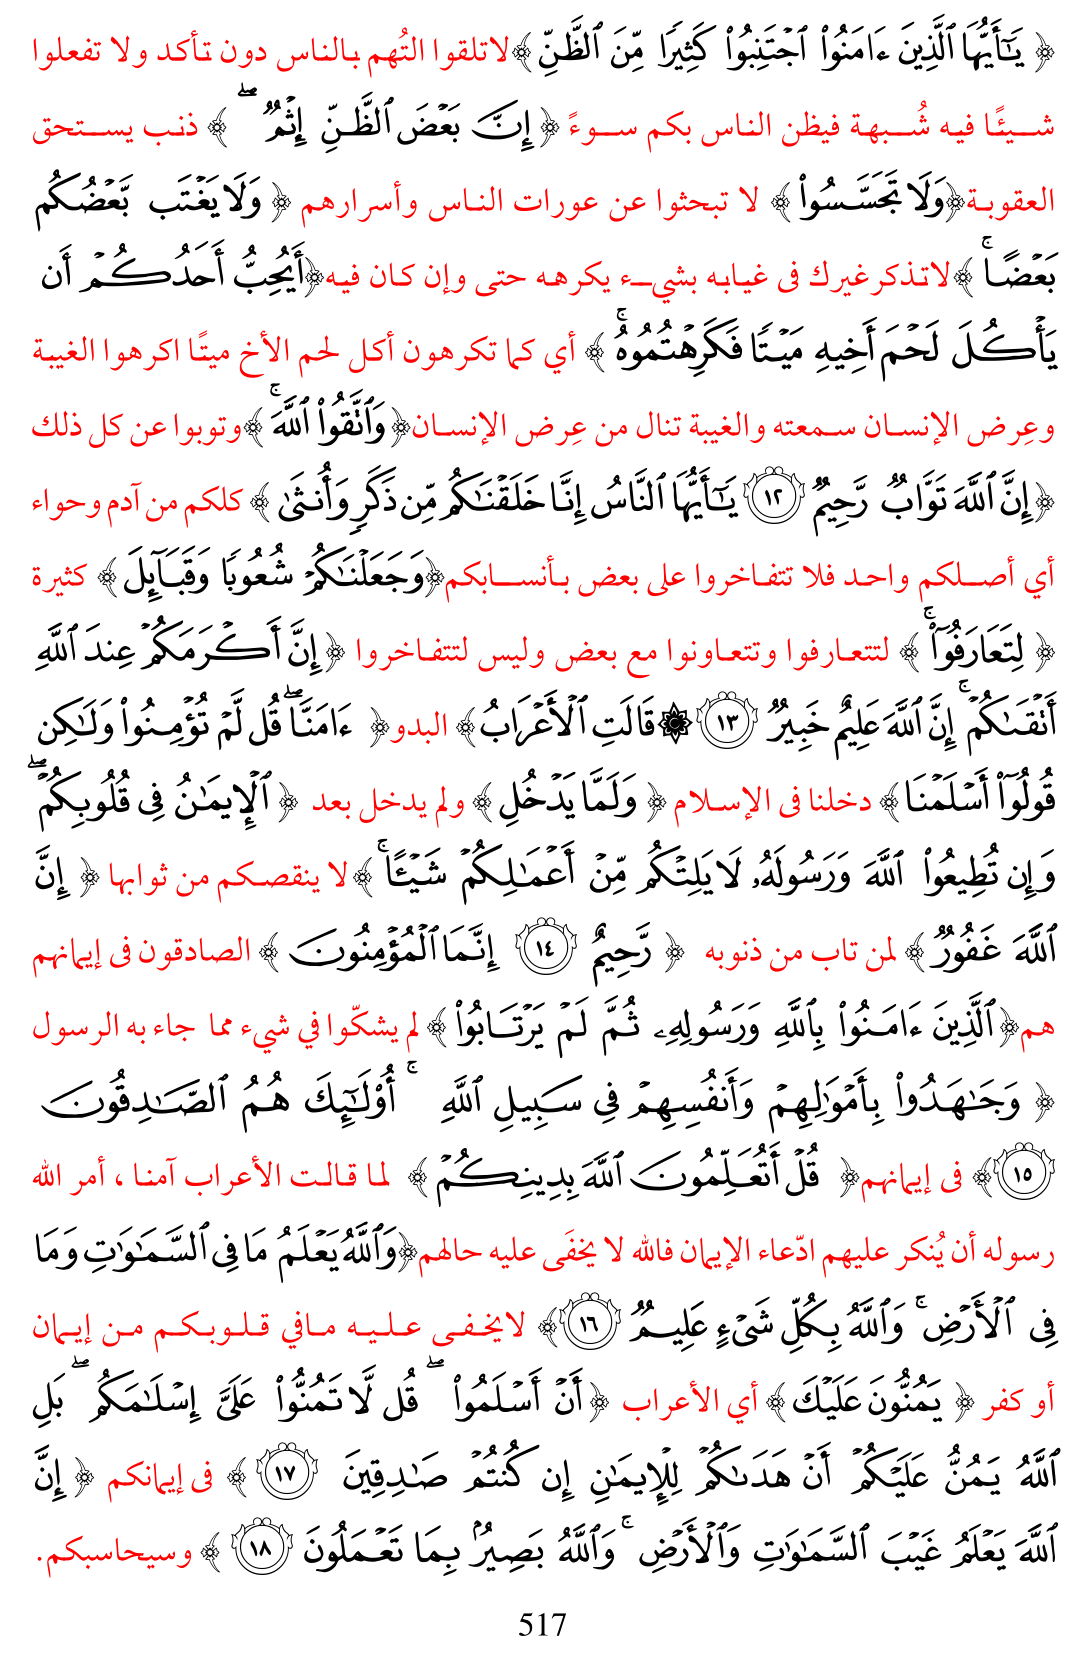 ﴿ يَٰٓأَيُّهَا ٱلَّذِينَ ءَامَنُوا۟ ٱجْتَنِبُوا۟ كَثِيرًا مِّنَ ٱلظَّنِّ ﴾لاتلقوا التُهم بالناس دون تأكد ولا تفعلوا
شيئًا فيه شُبهة فيظن الناس بكم سوءً ﴿ إِنَّ بَعْضَ ٱلظَّنِّ إِثْمٌ ۖ ﴾ ذنب يستحق
العقوبة﴿وَلَا تَجَسَّسُوا۟ ﴾ لا تبحثوا عن عورات الناس وأسرارهم ﴿ وَلَا يَغْتَب بَّعْضُكُم
بَعْضًا ۚ ﴾لاتذكر غيرك فى غيابه بشيء يكرهه حتى وإن كان فيه﴿أَيُحِبُّ أَحَدُكُمْ أَن
يَأْكُلَ لَحْمَ أَخِيهِ مَيْتًا فَكَرِهْتُمُوهُ ۚ ﴾ أي كما تكرهون أكل لحم الأخ ميتًا اكرهوا الغيبة
وعِرض الإنسان سمعته والغيبة تنال من عِرض الإنسان﴿وَٱتَّقُوا۟ ٱللَّهَ ۚ ﴾وتوبوا عن كل ذلك
﴿إِنَّ ٱللَّهَ تَوَّابٌ رَّحِيمٌ ١٢ يَٰٓأَيُّهَا ٱلنَّاسُ إِنَّا خَلَقْنَٰكُم مِّن ذَكَرٍ وَأُنثَىٰ ﴾ كلكم من آدم وحواء
أي أصلكم واحد فلا تتفاخروا على بعض بأنسابكم﴿وَجَعَلْنَٰكُمْ شُعُوبًا وَقَبَآئِلَ ﴾ كثيرة
﴿ لِتَعَارَفُوٓا۟ ۚ ﴾ لتتعارفوا وتتعاونوا مع بعض وليس لتتفاخروا ﴿ إِنَّ أَكْرَمَكُمْ عِندَ ٱللَّهِ
أَتْقَىٰكُمْ ۚ إِنَّ ٱللَّهَ عَلِيمٌ خَبِيرٌ ١٣ ۞قَالَتِ ٱلْأَعْرَابُ ﴾ البدو﴿ ءَامَنَّا ۖ قُل لَّمْ تُؤْمِنُوا۟ وَلَٰكِن
قُولُوٓا۟ أَسْلَمْنَا﴾ دخلنا فى الإسلام ﴿ وَلَمَّا يَدْخُلِ ﴾ ولم يدخل بعد ﴿ ٱلْإِيمَٰنُ فِى قُلُوبِكُمْ ۖ
وَإِن تُطِيعُوا۟ ٱللَّهَ وَرَسُولَهُۥ لَا يَلِتْكُم مِّنْ أَعْمَٰلِكُمْ شَيْـًٔا ۚ ﴾لا ينقصكم من ثوابها ﴿ إِنَّ
ٱللَّهَ غَفُورٌ ﴾ لمن تاب من ذنوبه ﴿ رَّحِيمٌ ١٤ إِنَّمَا ٱلْمُؤْمِنُونَ ﴾ الصادقون فى إيمانهم
هم﴿ٱلَّذِينَ ءَامَنُوا۟ بِٱللَّهِ وَرَسُولِهِۦ ثُمَّ لَمْ يَرْتَابُوا۟ ﴾ لم يشكّوا في شيء مما جاء به الرسول
﴿ وَجَٰهَدُوا۟ بِأَمْوَٰلِهِمْ وَأَنفُسِهِمْ فِى سَبِيلِ ٱللَّهِ ۚ أُو۟لَٰٓئِكَ هُمُ ٱلصَّٰدِقُونَ
١٥ ﴾ فى إيمانهم﴿ قُلْ أَتُعَلِّمُونَ ٱللَّهَ بِدِينِكُمْ ﴾ لما قالت الأعراب آمنا ، أمر الله
رسوله أن يُنكر عليهم ادّعاء الإيمان فالله لا يخفَى عليه حالهم﴿وَٱللَّهُ يَعْلَمُ مَا فِى ٱلسَّمَٰوَٰتِ وَمَا
فِى ٱلْأَرْضِ ۚ وَٱللَّهُ بِكُلِّ شَىْءٍ عَلِيمٌ ١٦ ﴾ لايخفى عليه مافي قلوبكم من إيمان
أو كفر ﴿ يَمُنُّونَ عَلَيْكَ ﴾ أي الأعراب ﴿أَنْ أَسْلَمُوا۟ ۖ قُل لَّا تَمُنُّوا۟ عَلَىَّ إِسْلَٰمَكُم ۖ بَلِ
ٱللَّهُ يَمُنُّ عَلَيْكُمْ أَنْ هَدَىٰكُمْ لِلْإِيمَٰنِ إِن كُنتُمْ صَٰدِقِينَ ١٧ ﴾ فى إيمانكم ﴿ إِنَّ
ٱللَّهَ يَعْلَمُ غَيْبَ ٱلسَّمَٰوَٰتِ وَٱلْأَرْضِ ۚ وَٱللَّهُ بَصِيرٌۢ بِمَا تَعْمَلُونَ ١٨ ﴾ وسيحاسبكم.
517